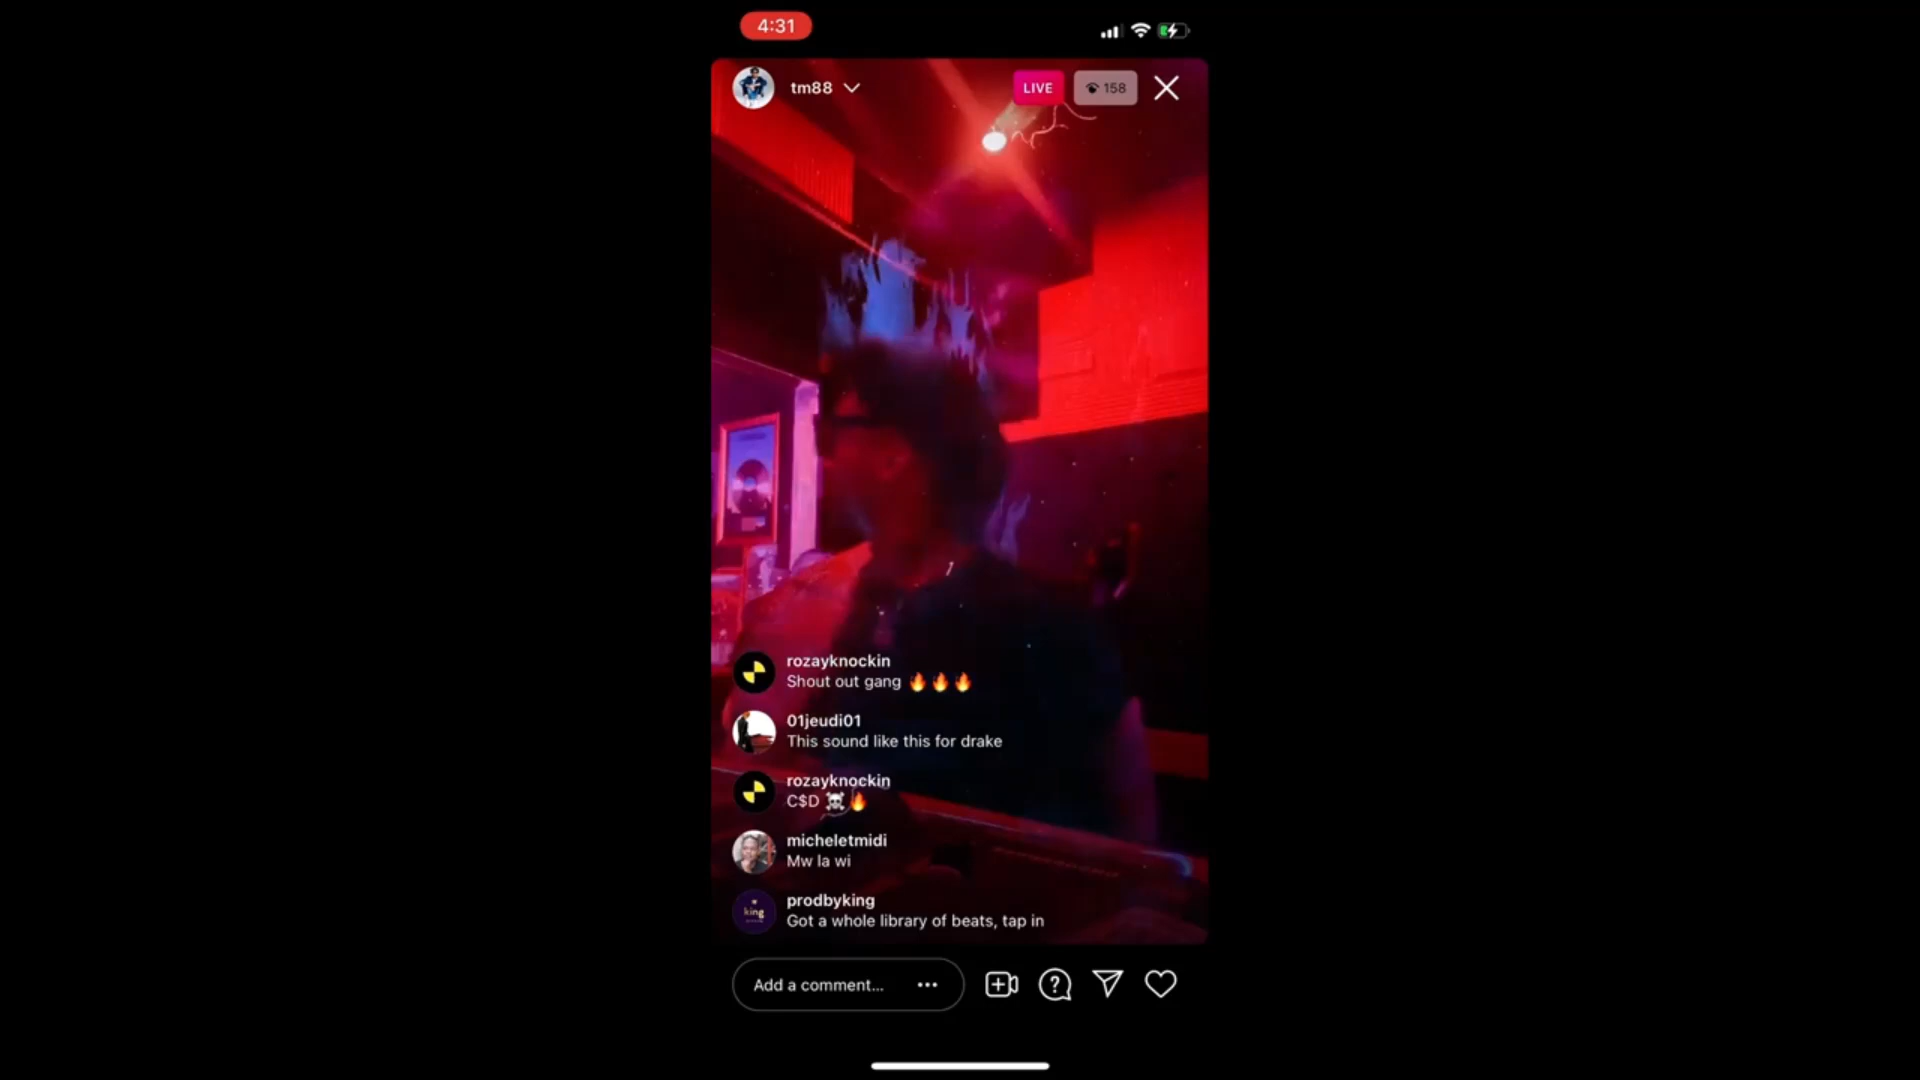 4:31
tm88
LIVE
158
rozayknockin
Shout out gang 🔥🔥🔥
01jeudi01
This sound like this for drake
rozayknockin
C$D ☠️🔥
micheletmidi
Mw la wi
king
prodbyking
Got a whole library of beats, tap in
Add a comment...